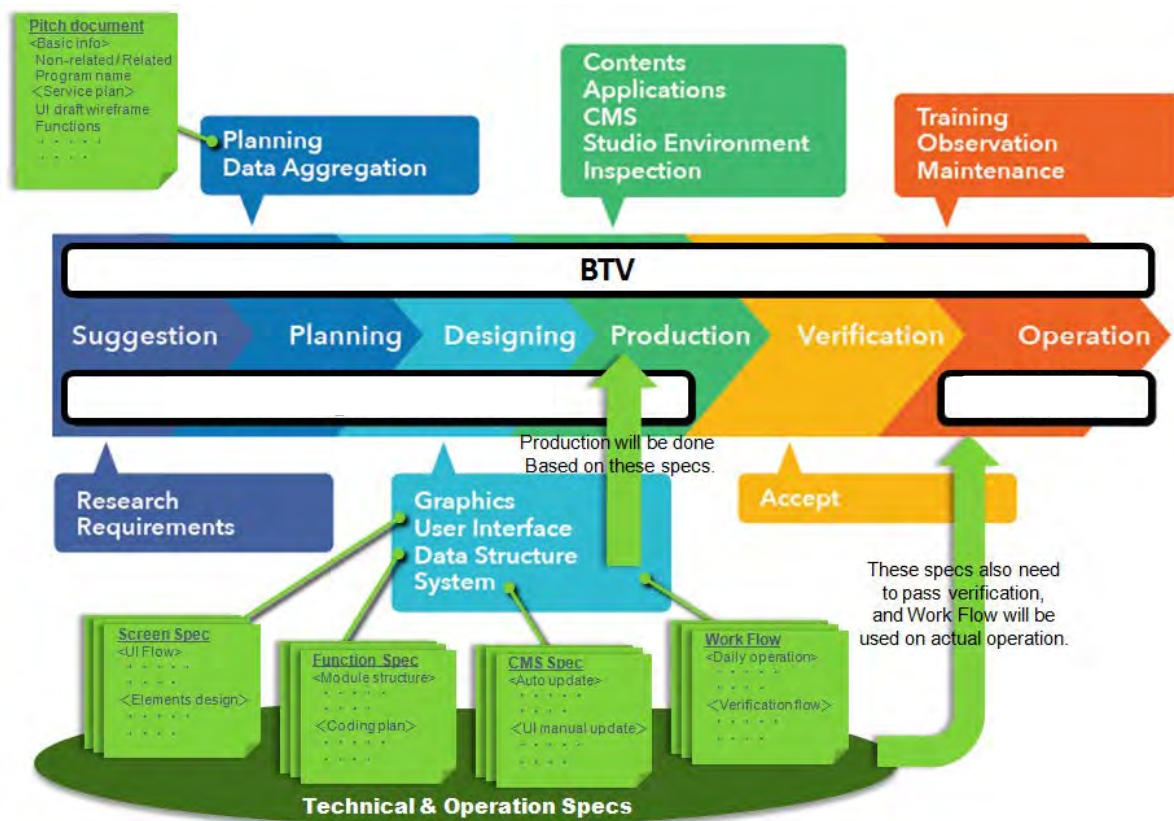 Pitch document
<Basic info>
Non-related / Related
Program name
<Service plan>
UI draft wireframe
Functions
Planning
Data Aggregation
Contents
Applications
CMS
Studio Environment
Inspection
Training
Observation
Maintenance
BTV
Suggestion
Planning
Designing
Production
Verification
Operation
Production will be done
Based on these specs.
Research
Requirements
Graphics
User Interface
Data Structure
System
Accept
These specs also need
to pass verification,
and Work Flow will be
used on actual operation.
Screen Spec
<UI Flow>
<Elements design>
Function Spec
<Module structure>
<Coding plan>
CMS Spec
<Auto update>
<UI manual update>
Work Flow
<Daily operation>
<Verification flow>
Technical & Operation Specs